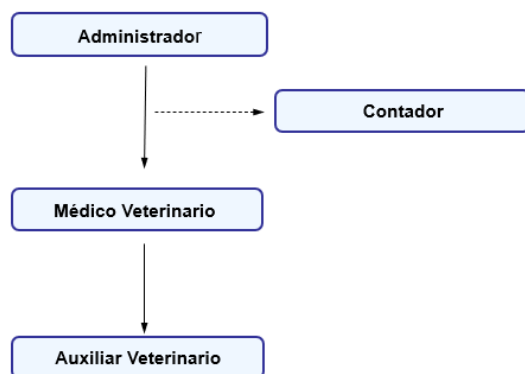 Administrador
Contador
Médico Veterinario
Auxiliar Veterinario